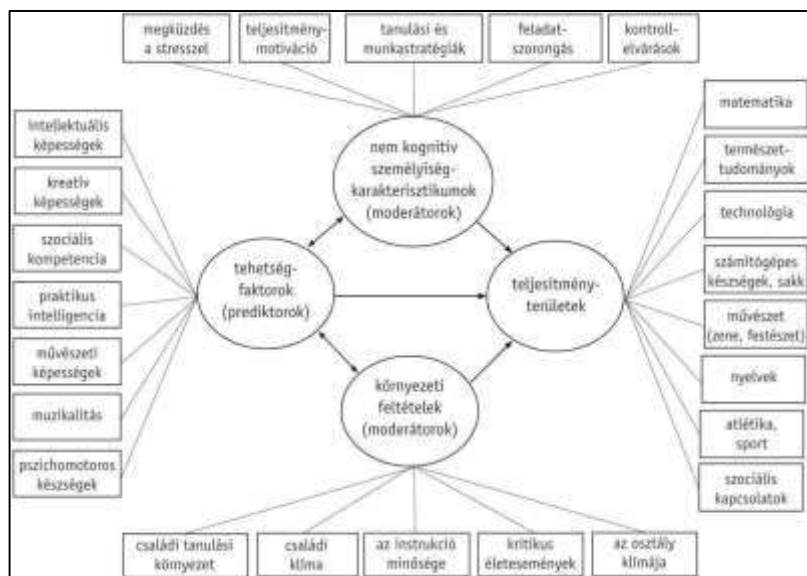 megküzdés
a stresszel
teljesítmény-
motiváció
tanulási és
munkastratégiák
feladat-
szorongás
kontroll-
elvárások
intellektuális
képességek
kreatív
képességek
szociális
kompetencia
praktikus
intelligencia
művészeti
képességek
muzikalitás
pszichomotoros
készségek
nem kognitív
személyiség-
karakterisztikumok
(moderátorok)
tehetség-
faktorok
(prediktorok)
teljesítmény-
területek
környezeti
feltételek
(moderátorok)
matematika
természet-
tudományok
technológia
számítógépes
készségek, sakk
művészet
(zene, festészet)
nyelvek
atlétika,
sport
szociális
kapcsolatok
családi tanulási
környezet
családi
klíma
az instrukció
minősége
kritikus
életesemények
az osztály
klímája